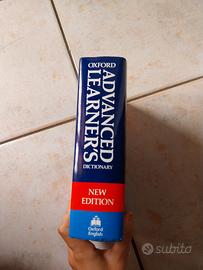 OXFORD
ADVANCED
LEARNER'S
DICTIONARY
NEW
EDITION
Oxford
English
subito